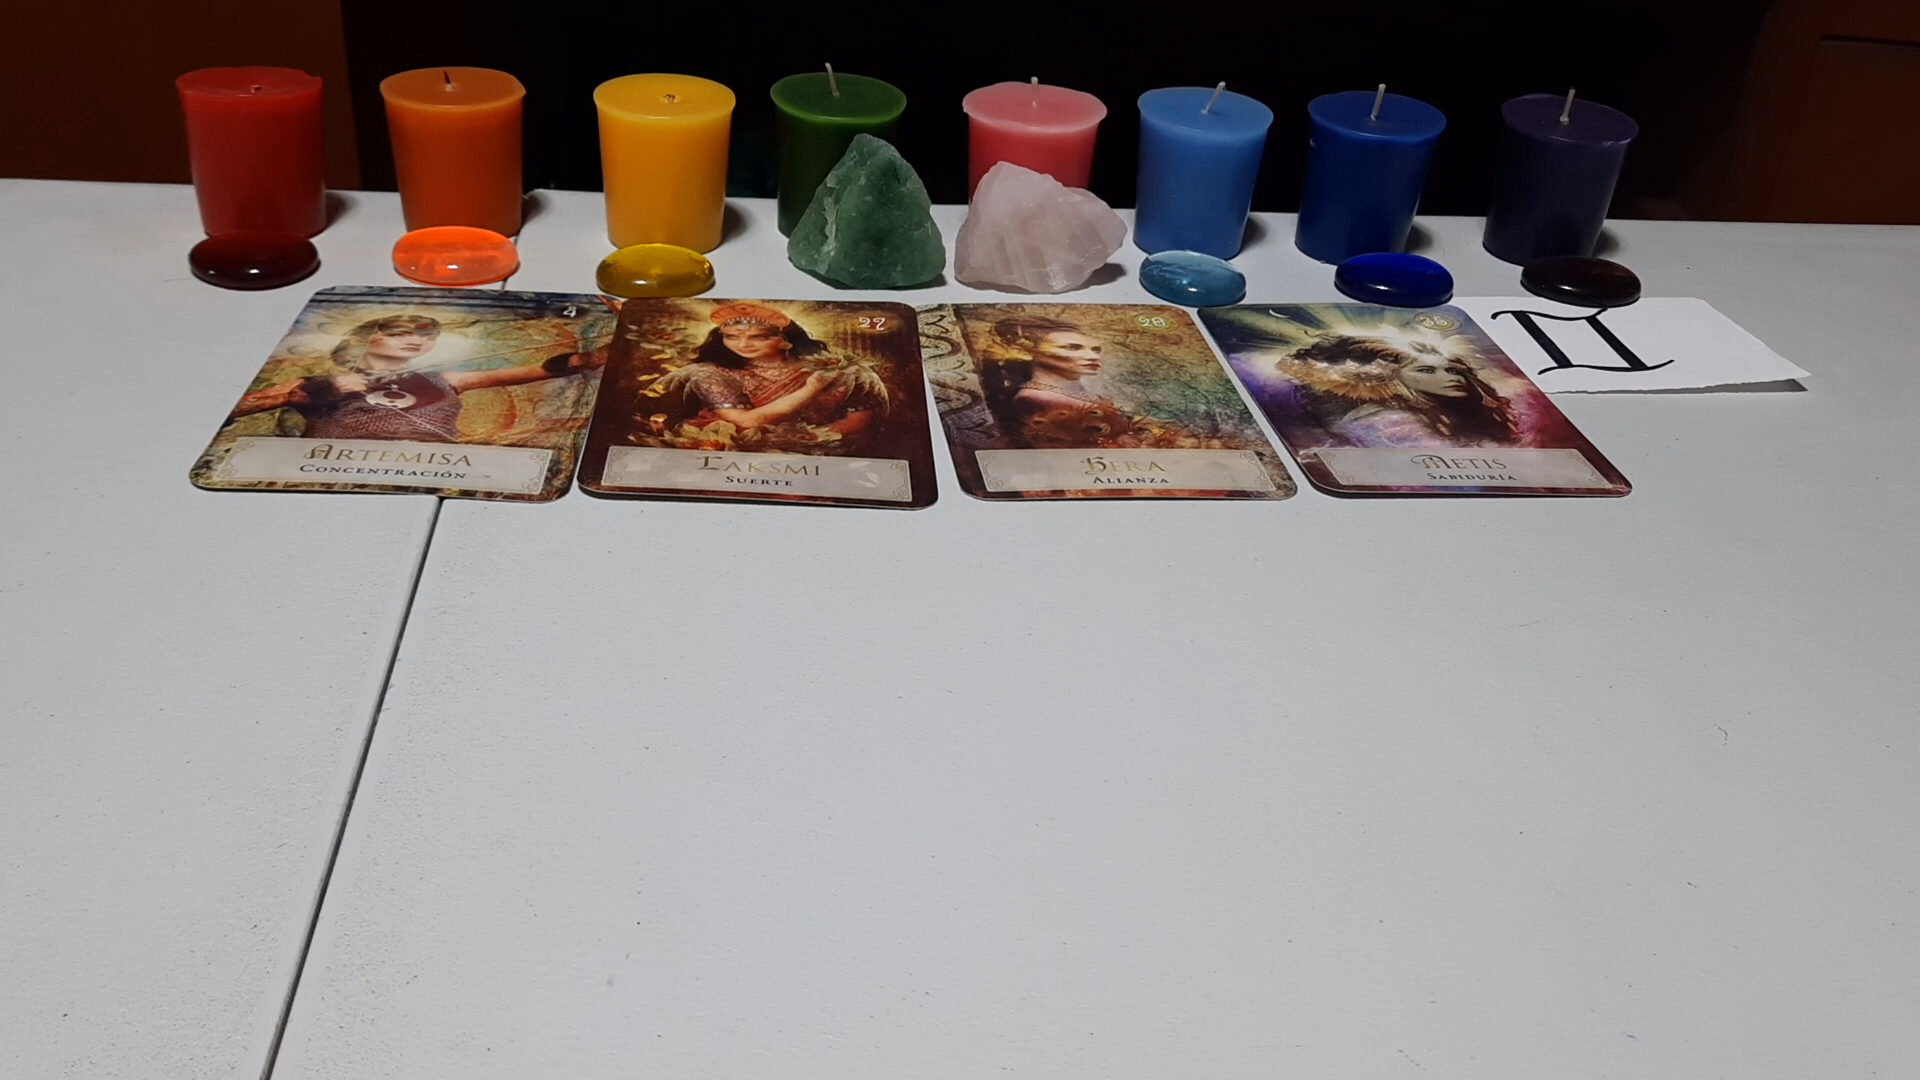 4
ARTEMISA
CONCENTRACIÓN
27
LAKSMI
SUERTE
20
HERA
ALIANZA
35
METIS
SABIDURÍA
♊